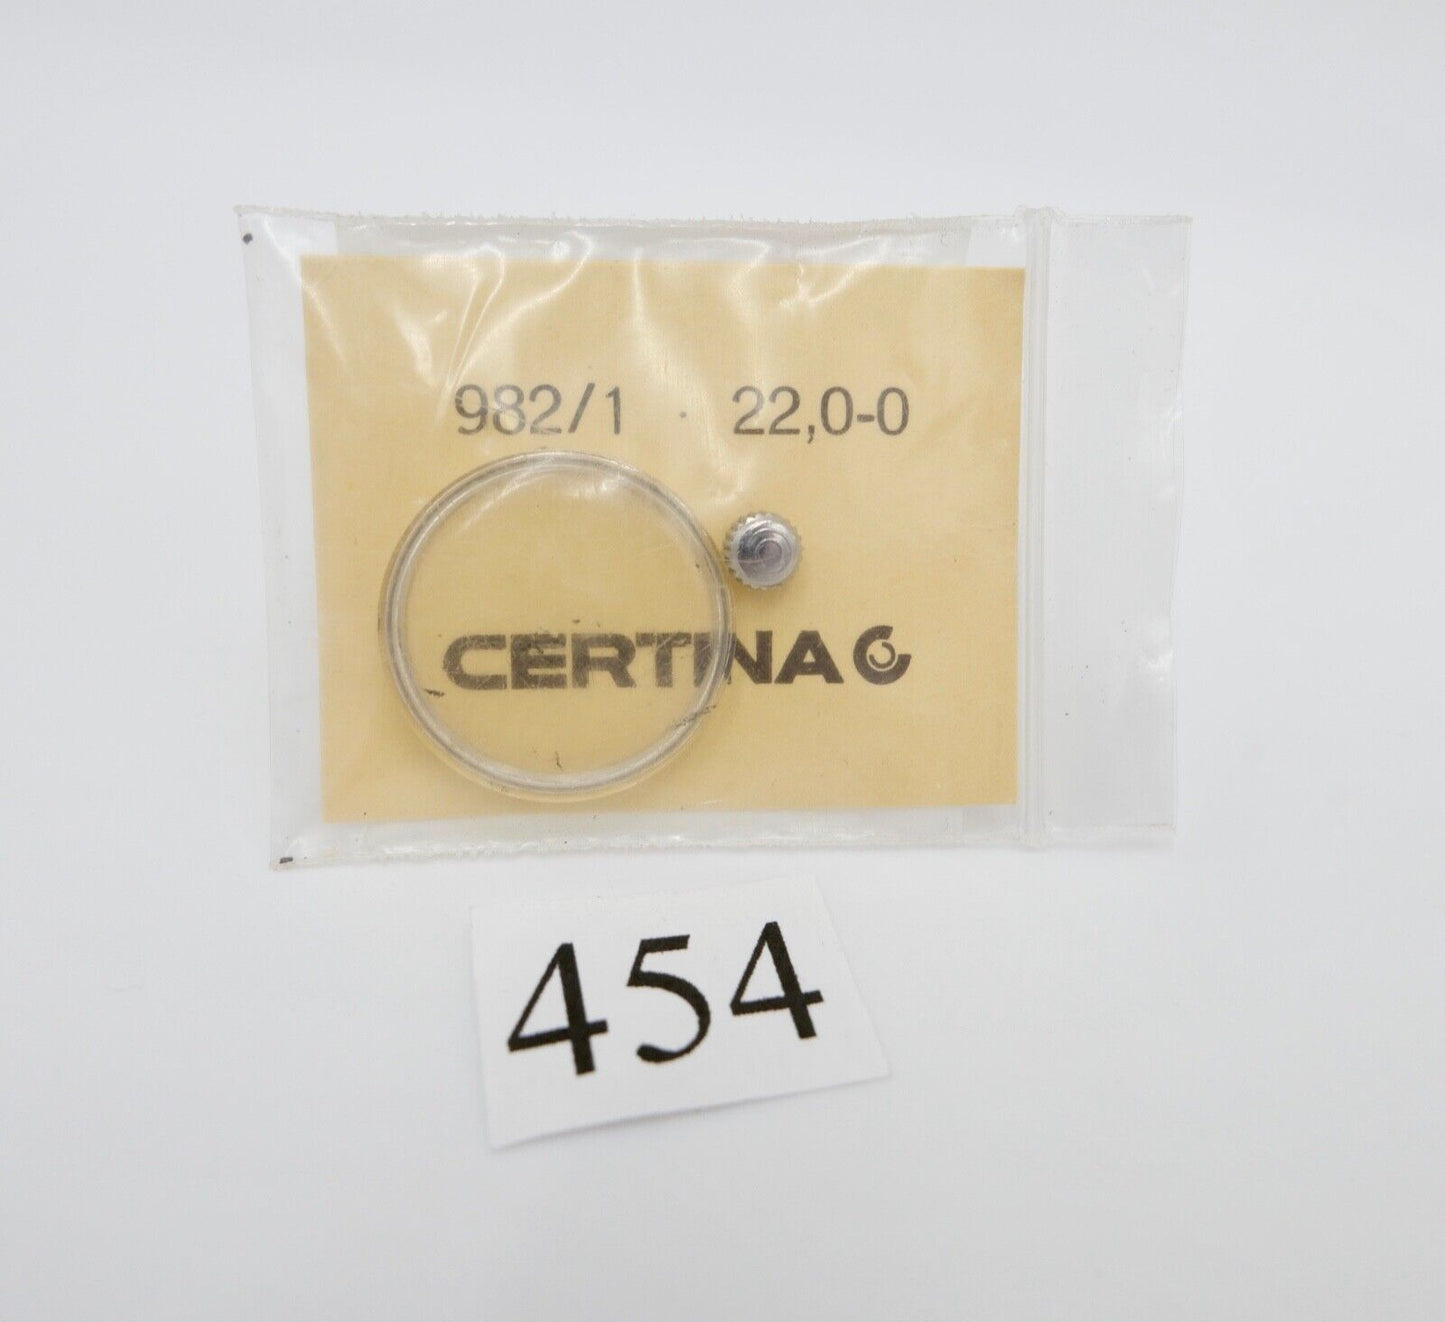 982/1 · 22,0-0
CERTINA
454